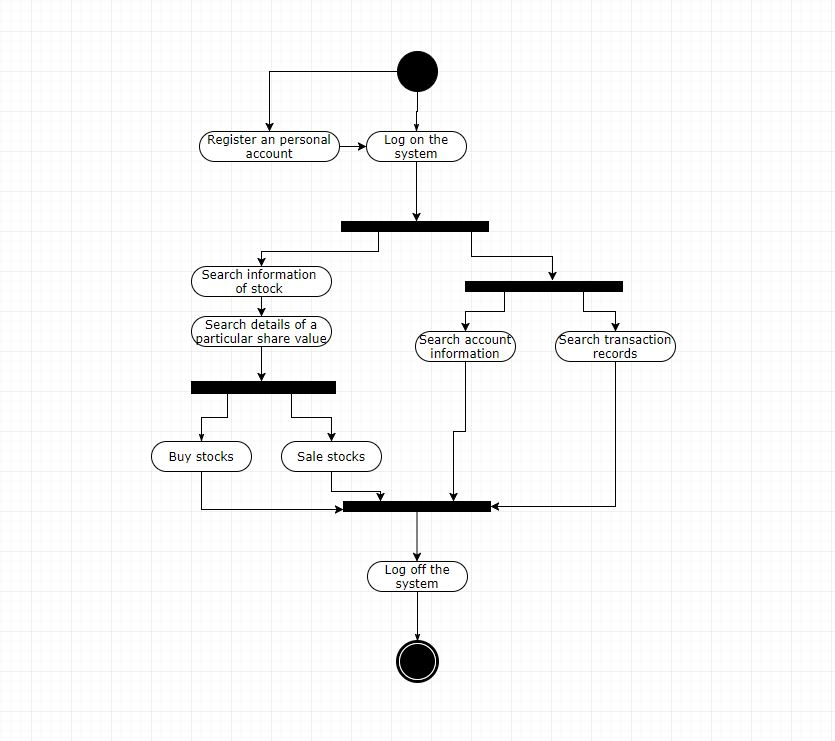 Register an personal
account
Log on the
system
Search information
of stock
Search details of a
particular share value
Search account
information
Search transaction
records
Buy stocks
Sale stocks
Log off the
system